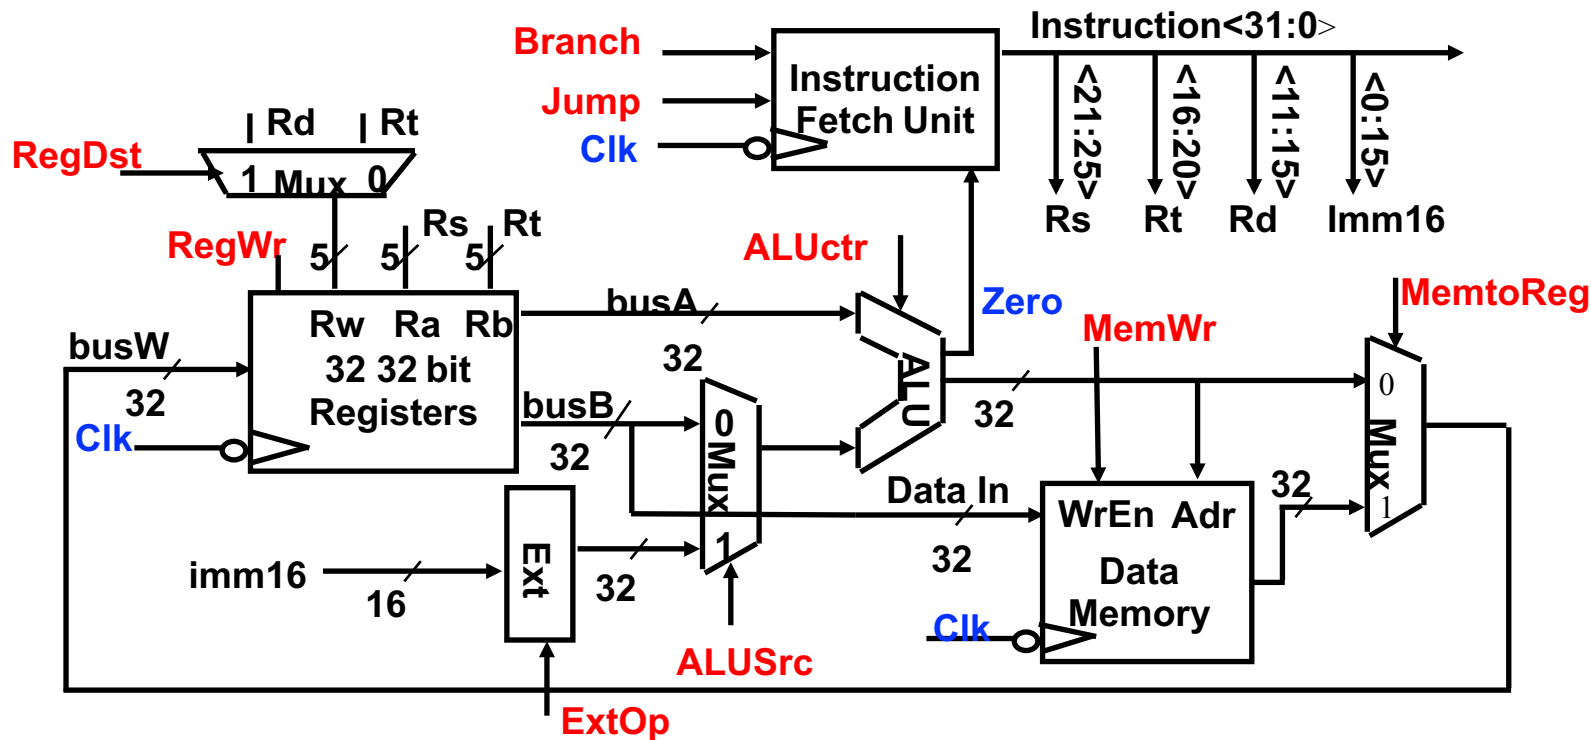 Instruction<31:0>
Branch
Instruction
Fetch Unit
Jump
Clk
<21:25>
<16:20>
<11:15>
<0:15>
Rs
Rt
Rd
Imm16
Rd
Rt
RegDst
1 Mux 0
Rs
Rt
RegWr
5
5
5
ALUctr
Zero
MemtoReg
MemWr
busA
32
busW
32
Rw Ra Rb
32 32 bit
Registers
Clk
busB
32
0
Mux
1
ALU
32
0
Mux
1
Data In
32
WrEn Adr
Data
Memory
32
Clk
imm16
16
Ext
32
ALUSrc
ExtOp